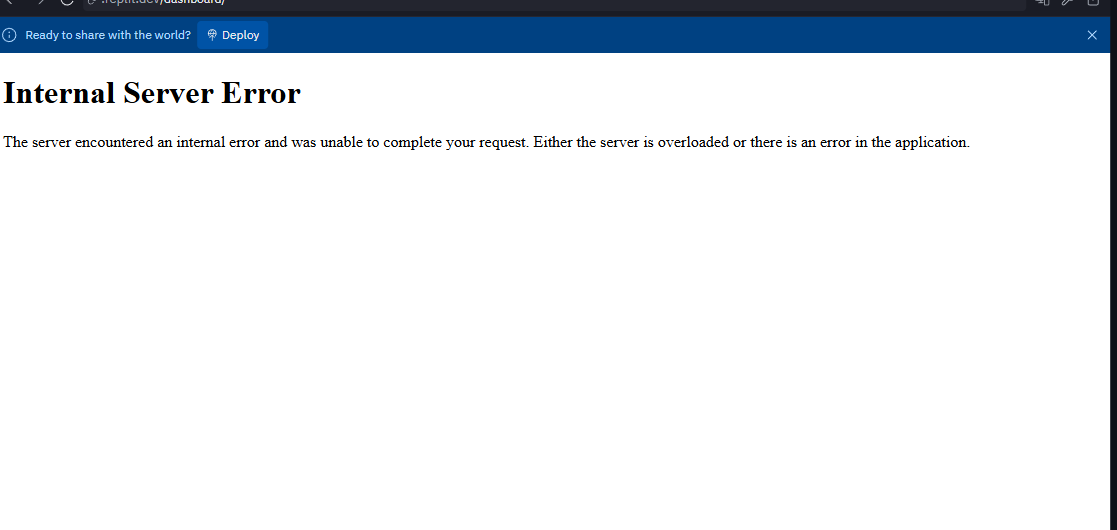 .replit.dev/dashboard/
Ready to share with the world? Deploy
Internal Server Error
The server encountered an internal error and was unable to complete your request. Either the server is overloaded or there is an error in the application.